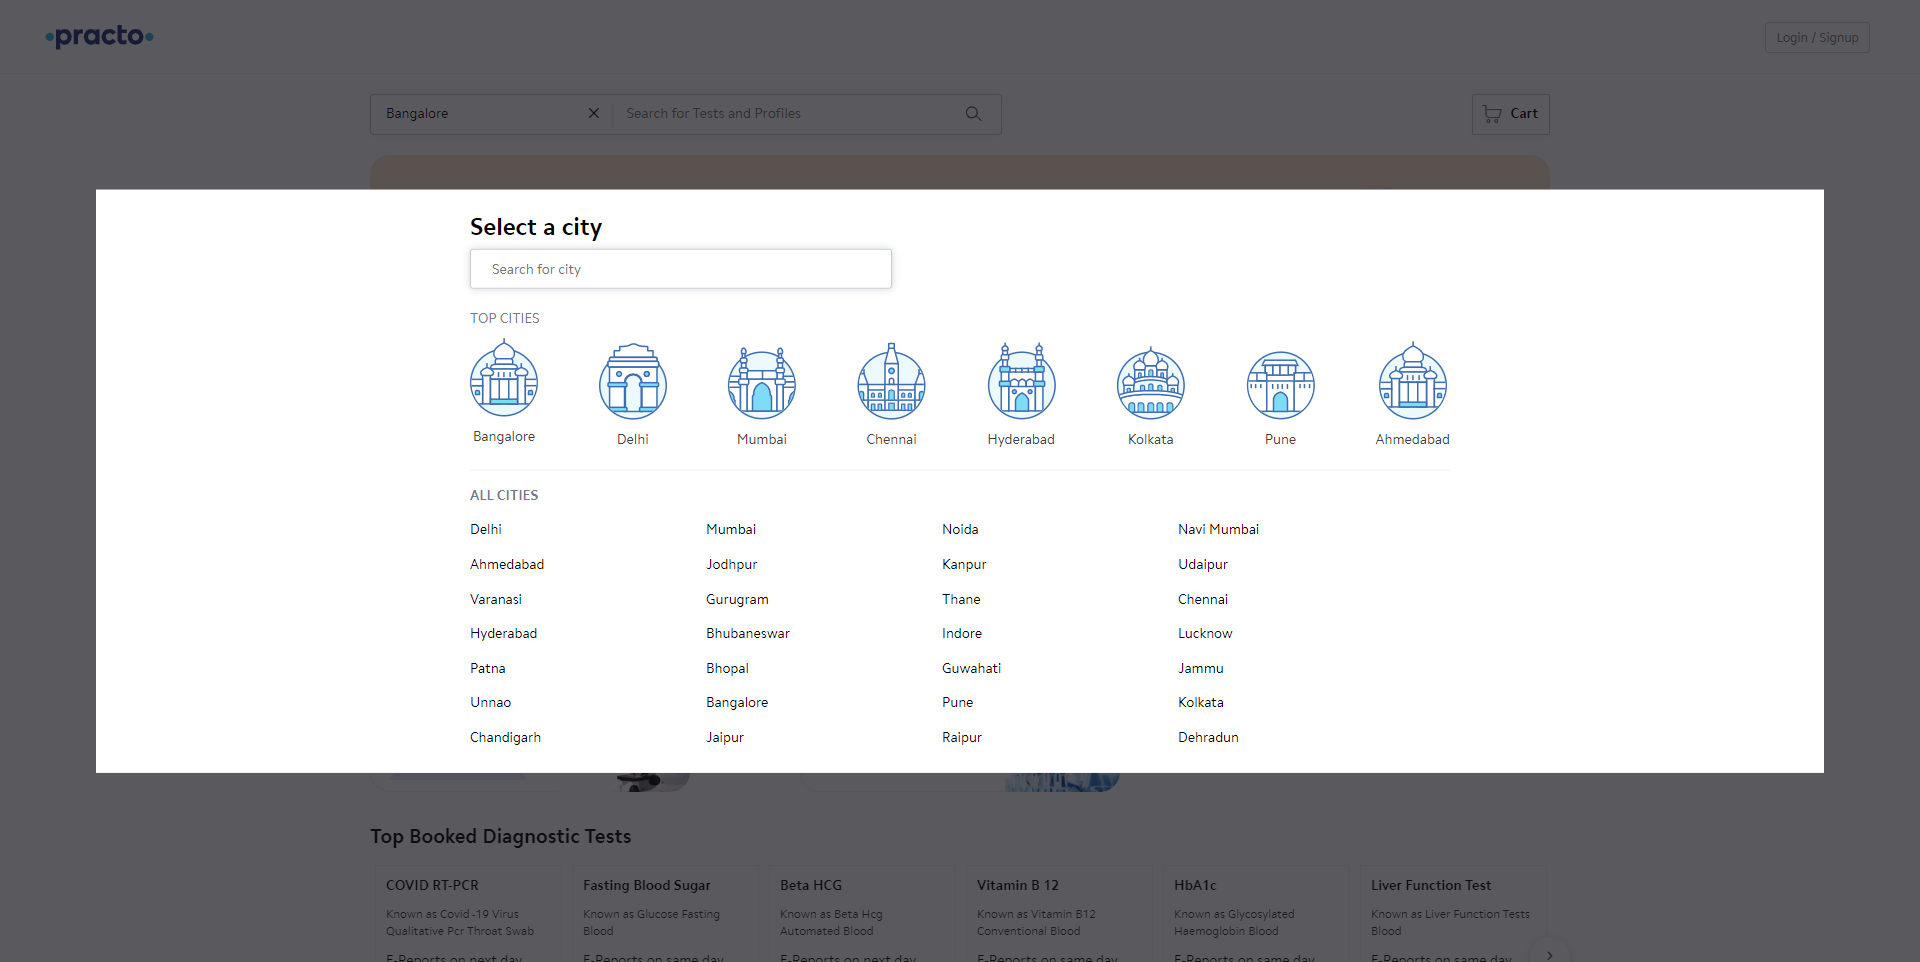 practo
Login / Signup
Bangalore
Search for Tests and Profiles
Cart
Select a city
Search for city
TOP CITIES
Bangalore
Delhi
Mumbai
Chennai
Hyderabad
Kolkata
Pune
Ahmedabad
ALL CITIES
Delhi Mumbai Noida Navi Mumbai
Ahmedabad Jodhpur Kanpur Udaipur
Varanasi Gurugram Thane Chennai
Hyderabad Bhubaneswar Indore Lucknow
Patna Bhopal Guwahati Jammu
Unnao Bangalore Pune Kolkata
Chandigarh Jaipur Raipur Dehradun
Top Booked Diagnostic Tests
COVID RT-PCR
Known as Covid -19 Virus
Qualitative Pcr Throat Swab
E-Reports on next day
Fasting Blood Sugar
Known as Glucose Fasting
Blood
E-Reports on same day
Beta HCG
Known as Beta Hcg
Automated Blood
E-Reports on next day
Vitamin B 12
Known as Vitamin B12
Conventional Blood
E-Reports on same day
HbA1c
Known as Glycosylated
Haemoglobin Blood
E-Reports on same day
Liver Function Test
Known as Liver Function Tests
Blood
E-Reports on same day